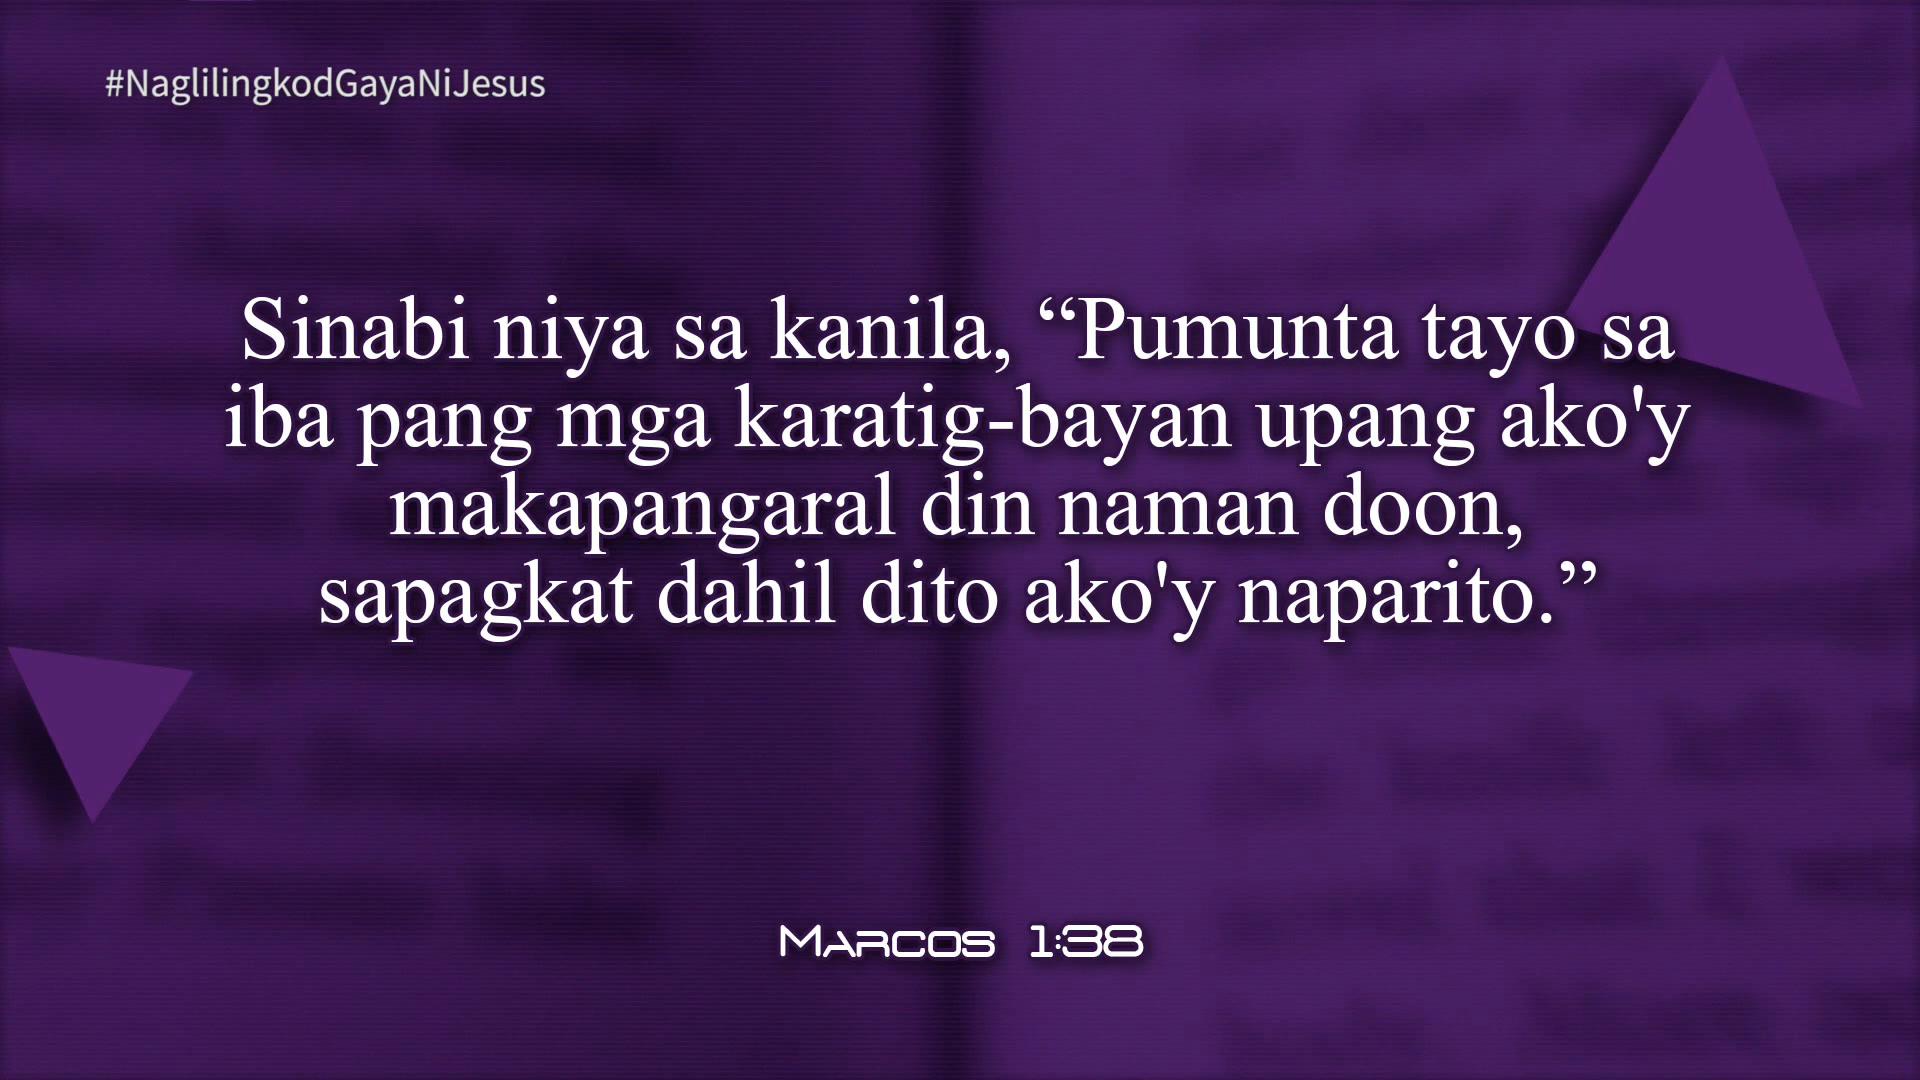 #NaglilingkodGayaNiJesus
Sinabi niya sa kanila, “Pumunta tayo sa
iba pang mga karatig-bayan upang ako'y
makapangaral din naman doon,
sapagkat dahil dito ako'y naparito.”
Marcos 1:38